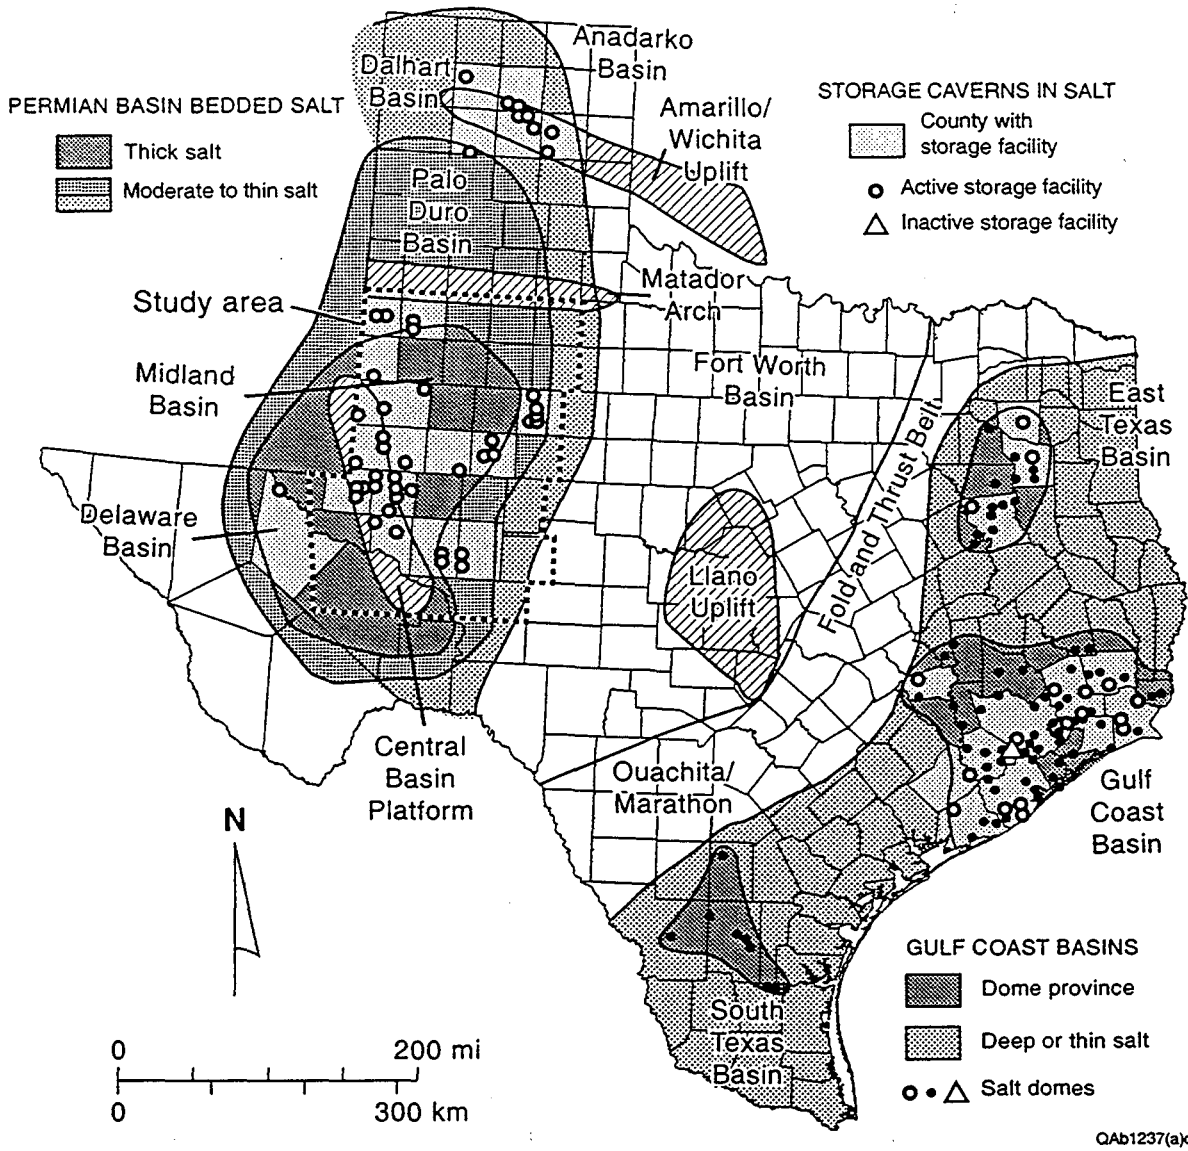 Anadarko
Basin
Dalhart
Basin
PERMIAN BASIN BEDDED SALT
Thick salt
Moderate to thin salt
Amarillo/
Wichita
Uplift
STORAGE CAVERNS IN SALT
County with
storage facility
Active storage facility
Inactive storage facility
Palo
Duro
Basin
Matador
Arch
Study area
Midland
Basin
Fort Worth
Basin
East
Texas
Basin
Fold and Thrust Belt
Delaware
Basin
Llano
Uplift
Central
Basin
Platform
Ouachita/
Marathon
Gulf
Coast
Basin
N
South
Texas
Basin
GULF COAST BASINS
Dome province
Deep or thin salt
Salt domes
0 200 mi
0 300 km
QAb1237(a)c